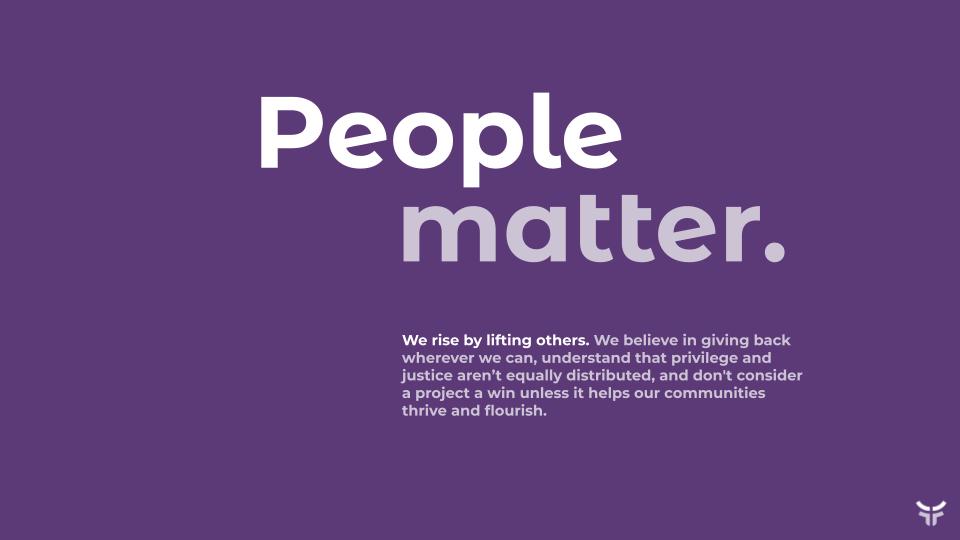 People
matter.
We rise by lifting others. We believe in giving back
wherever we can, understand that privilege and
justice aren’t equally distributed, and don't consider
a project a win unless it helps our communities
thrive and flourish.